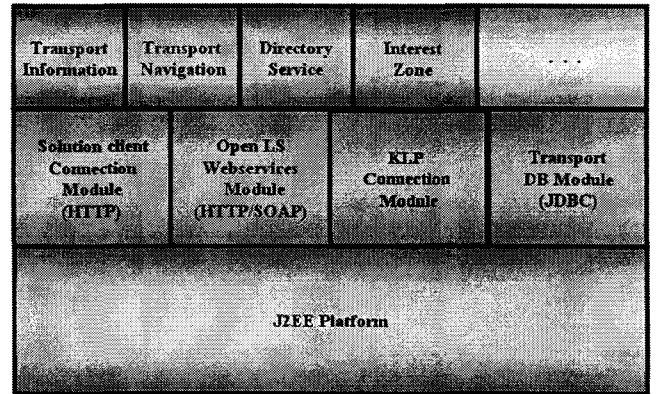 Transport
Information
Transport
Navigation
Directory
Service
Interest
Zone
. . .
Solution client
Connection
Module
(HTTP)
Open LS
Webservices
Module
(HTTP/SOAP)
KLP
Connection
Module
Transport
DB Module
(JDBC)
J2EE Platform